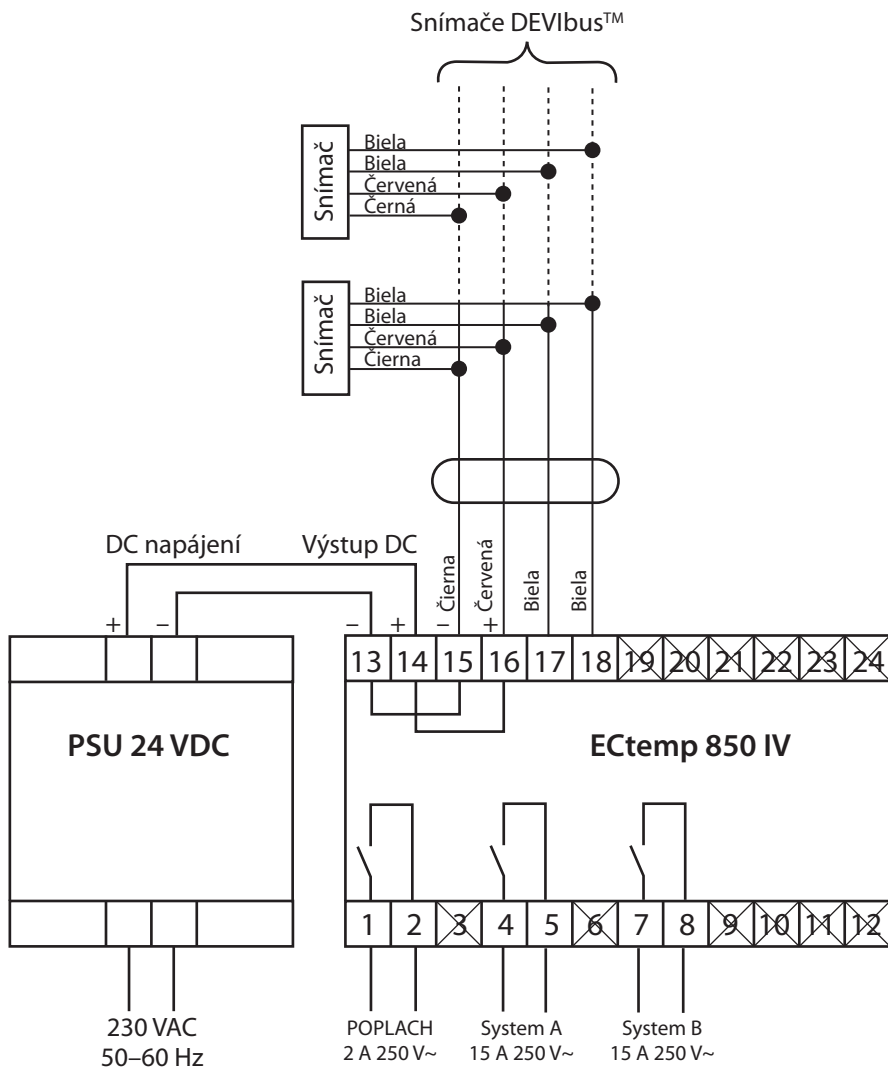 Snímače DEVIbus™
Snímač
Biela
Biela
Červená
Černá
Snímač
Biela
Biela
Červená
Čierna
DC napájení
Výstup DC
Čierna
Červená
Biela
Biela
+ −
− + − +
13 14 15 16 17 18 19 20 21 22 23 24
PSU 24 VDC
ECtemp 850 IV
1 2 3 4 5 6 7 8 9 10 11 12
230 VAC
50–60 Hz
POPLACH
2 A 250 V~
System A
15 A 250 V~
System B
15 A 250 V~